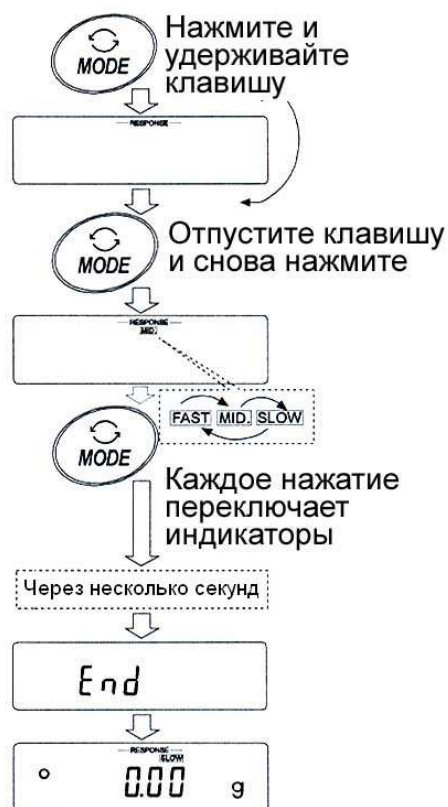 MODE
Нажмите и
удерживайте
клавишу
RESPONSE
MODE
Отпустите клавишу
и снова нажмите
RESPONSE
MID.
FAST MID. SLOW
MODE
Каждое нажатие
переключает
индикаторы
Через несколько секунд
End
RESPONSE
SLOW
0.00 g